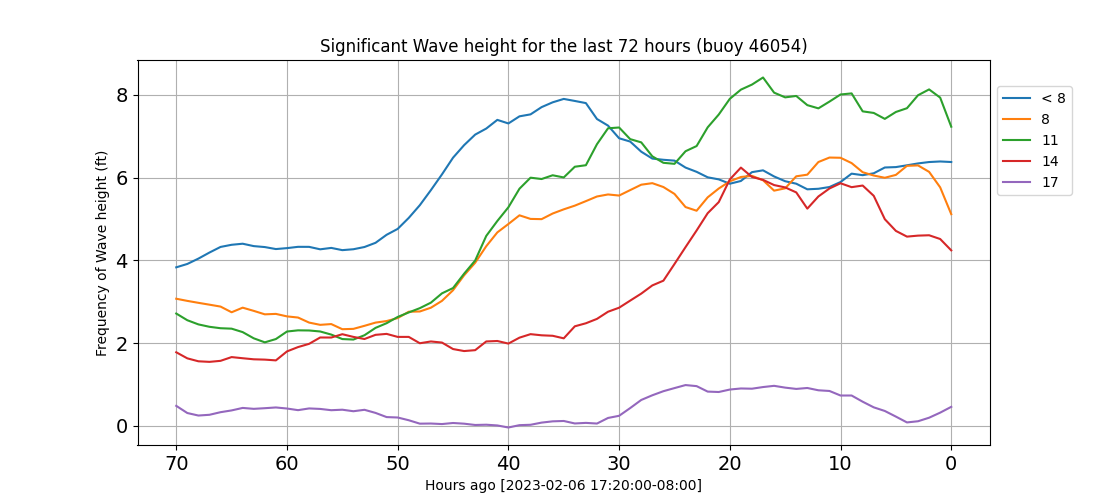 Significant Wave height for the last 72 hours (buoy 46054)
Frequency of Wave height (ft)
8
6
4
2
0
70 60 50 40 30 20 10 0
Hours ago [2023-02-06 17:20:00-08:00]
< 8
8
11
14
17